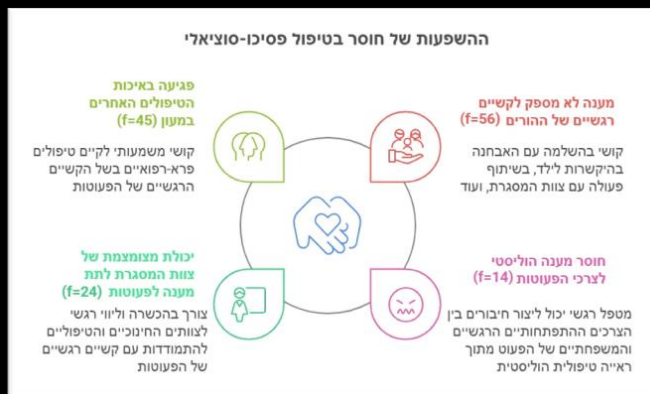 ההשפעות של חוסר בטיפול פסיכו-סוציאלי
מענה לא מספק לקשיים
רגשיים של ההורים (f=56)
קושי בהשלמה עם האבחנה
בהיקשרות לילד, בשיתוף
פעולה עם צוות המסגרת, ועוד
פגיעה באיכות
הטיפולים האחרים
במעון (f=45)
קושי משמעותי לקיים טיפולים
פרא-רפואיים בשל הקשיים
הרגשיים של הפעוטות
חוסר מענה הוליסטי
לצרכי הפעוטות (f=14)
מטפל רגשי יכול ליצור חיבורים בין
הצרכים ההתפתחותיים הרגשיים
והמשפחתיים של הפעוט מתוך
ראייה טיפולית הוליסטית
יכולת מצומצמת של
צוות המסגרת לתת
מענה לפעוטות (f=24)
צורך בהכשרה וליווי רגשי
לצוותים החינוכיים והטיפוליים
להתמודדות עם קשיים רגשיים
של הפעוטות